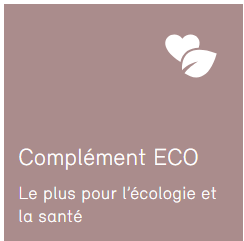 Complément ECO
Le plus pour l'écologie et
la santé